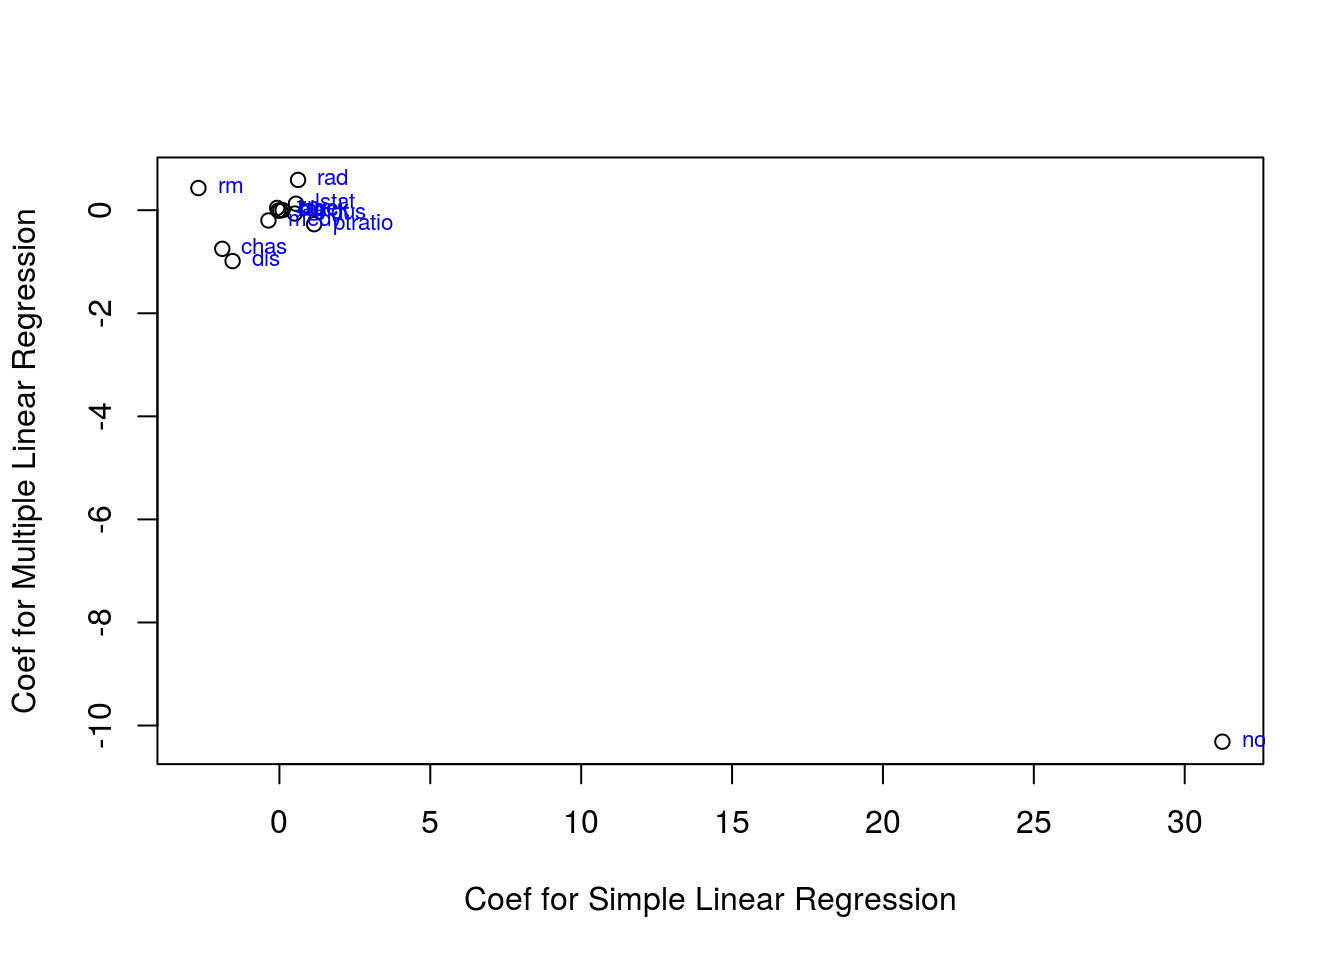 rm
rad
lstat
medv
ptratio
chas
dis
no
0
-2
-4
-6
-8
-10
0
5
10
15
20
25
30
Coef for Multiple Linear Regression
Coef for Simple Linear Regression